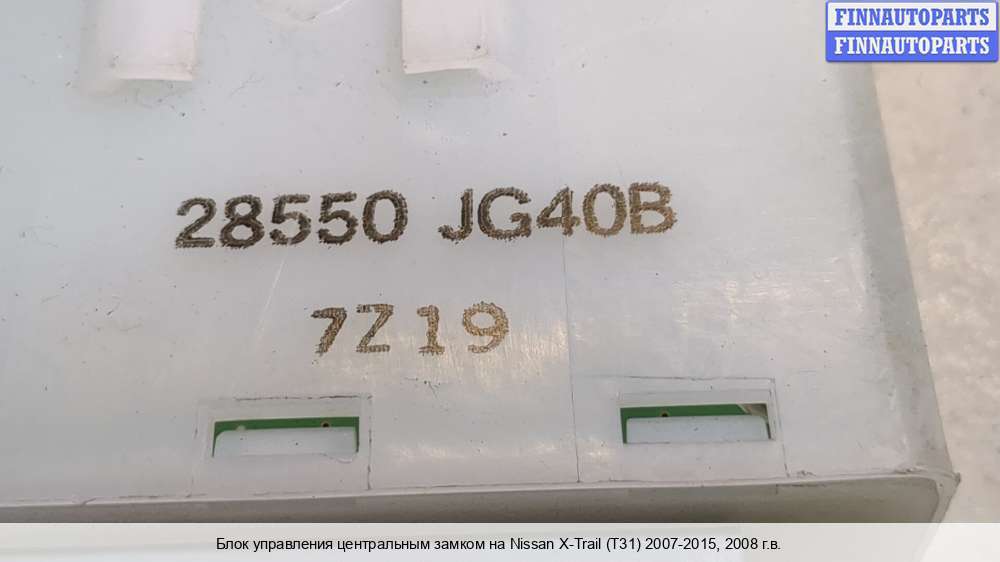 FINNAUTOPARTS
FINNAUTOPARTS
28550 JG40B
7Z19
Блок управления центральным замком на Nissan X-Trail (T31) 2007-2015, 2008 г.в.